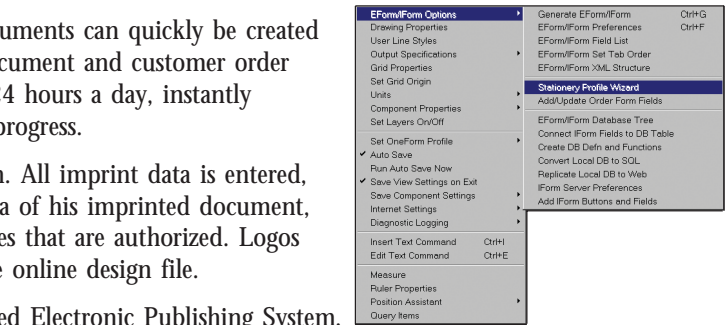 uments can quickly be created
cument and customer order
4 hours a day, instantly
progress.
n. All imprint data is entered,
a of his imprinted document,
es that are authorized. Logos
e online design file.
ed Electronic Publishing System.
EForm/IForm Options
Drawing Properties
User Line Styles
Output Specifications
Grid Properties
Set Grid Origin
Units
Component Properties
Set Layers On/Off
Set OneForm Profile
✓ Auto Save
Run Auto Save Now
✓ Save View Settings on Exit
Save Component Settings
Internet Settings
Diagnostic Logging
Insert Text Command Ctrl+I
Edit Text Command Ctrl+E
Measure
Ruler Properties
Position Assistant
Query Items
Generate EForm/IForm Ctrl+G
EForm/IForm Preferences Ctrl+F
EForm/IForm Field List
EForm/IForm Set Tab Order
EForm/IForm XML Structure
Stationery Profile Wizard
Add/Update Order Form Fields
EForm/IForm Database Tree
Connect IForm Fields to DB Table
Create DB Defn and Functions
Convert Local DB to SQL
Replicate Local DB to Web
IForm Server Preferences
Add IForm Buttons and Fields